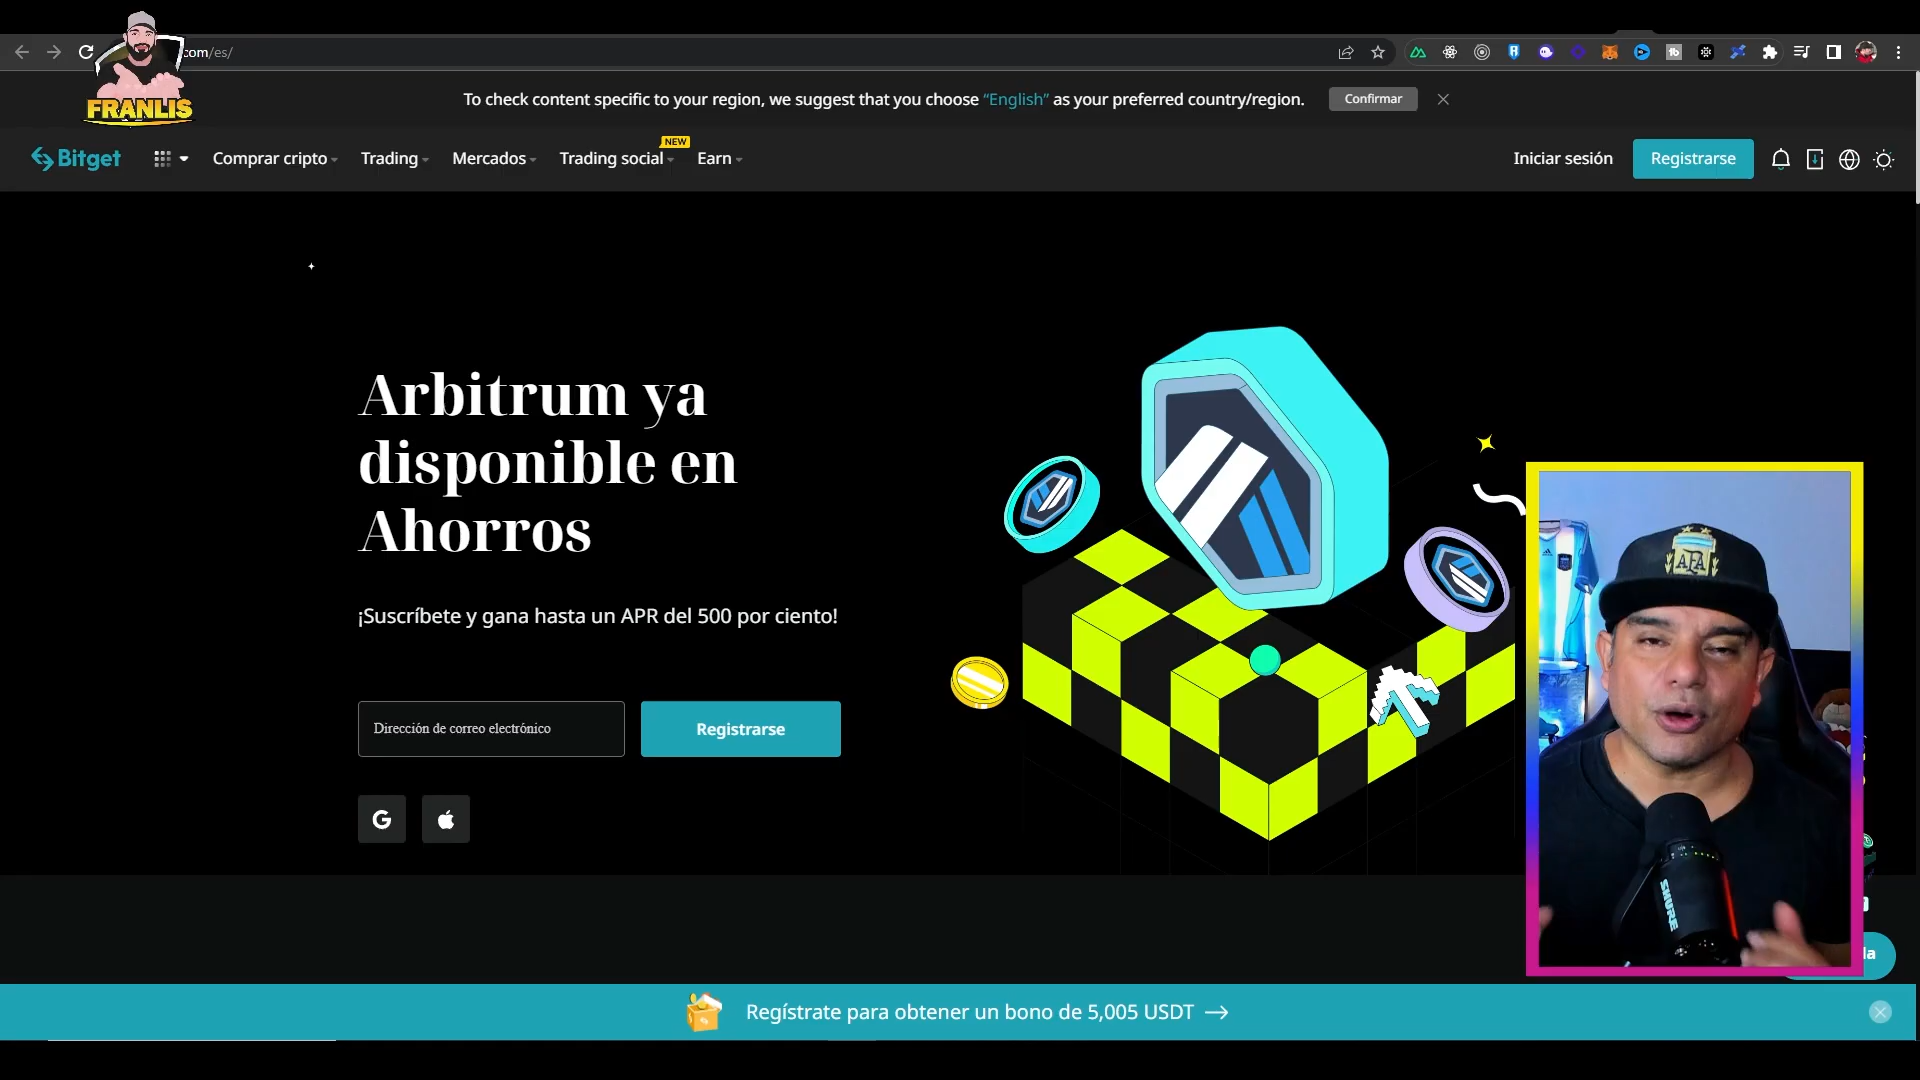 com/es/
FRANLIS
To check content specific to your region, we suggest that you choose “English” as your preferred country/region.
Confirmar
Bitget
Comprar cripto
Trading
Mercados
Trading social
NEW
Earn
Iniciar sesión
Registrarse
Arbitrum ya
disponible en
Ahorros
¡Suscríbete y gana hasta un APR del 500 por ciento!
Dirección de correo electrónico
Registrarse
AFA
SHURE
la
Regístrate para obtener un bono de 5,005 USDT →